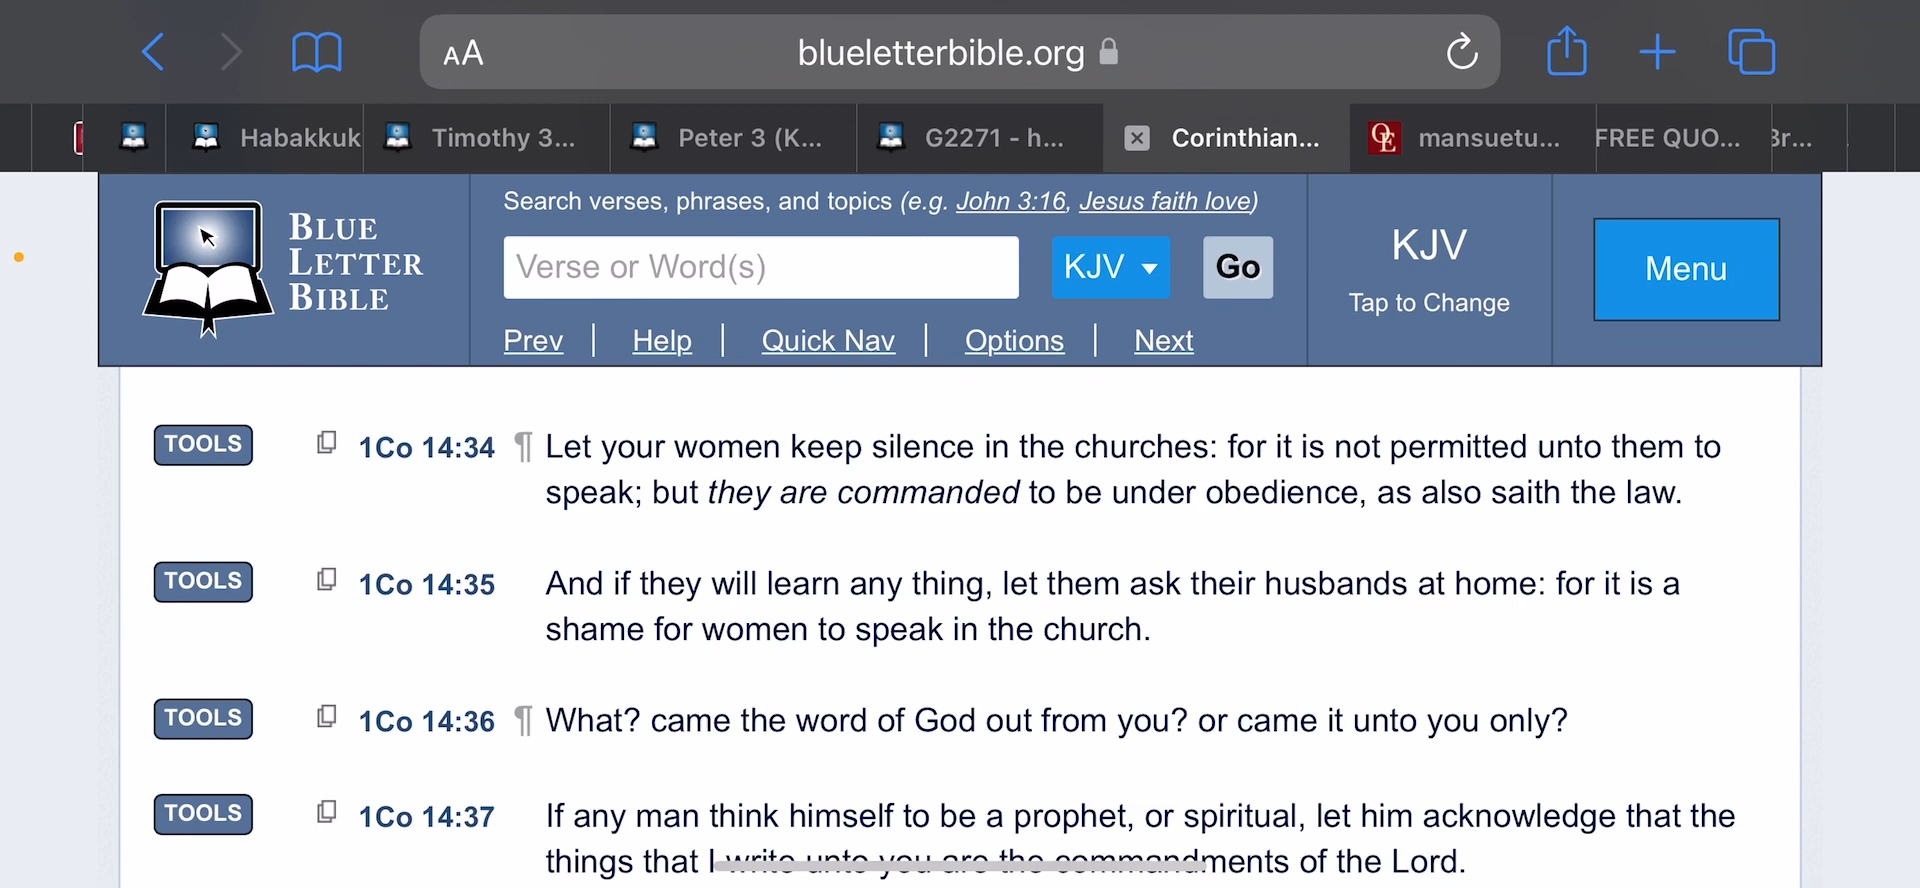 AA blueletterbible.org
Habakkuk Timothy 3... Peter 3 (K... G2271 - h... Corinthian... OE mansuetu... FREE QUO... Br...
BLUE
LETTER
BIBLE
Search verses, phrases, and topics (e.g. John 3:16, Jesus faith love)
Verse or Word(s) KJV Go
Prev | Help | Quick Nav | Options | Next
KJV
Tap to Change
Menu
TOOLS 1Co 14:34 ¶ Let your women keep silence in the churches: for it is not permitted unto them to
speak; but they are commanded to be under obedience, as also saith the law.
TOOLS 1Co 14:35 And if they will learn any thing, let them ask their husbands at home: for it is a
shame for women to speak in the church.
TOOLS 1Co 14:36 ¶ What? came the word of God out from you? or came it unto you only?
TOOLS 1Co 14:37 If any man think himself to be a prophet, or spiritual, let him acknowledge that the
things that I write unto you are the commandments of the Lord.